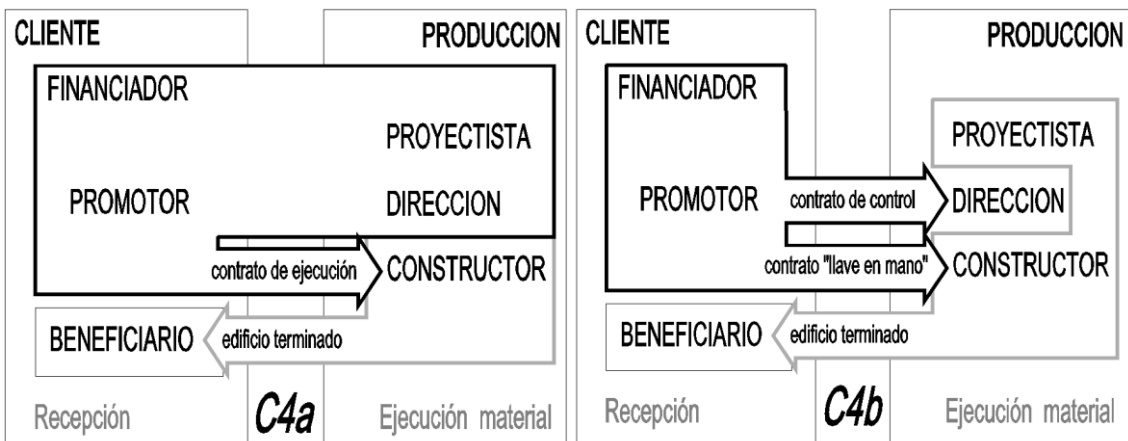 CLIENTE
PRODUCCION
FINANCIADOR
PROYECTISTA
PROMOTOR
DIRECCION
contrato de ejecución
CONSTRUCTOR
BENEFICIARIO
edificio terminado
Recepción
C4a
Ejecución material
CLIENTE
PRODUCCION
FINANCIADOR
PROYECTISTA
PROMOTOR
contrato de control
DIRECCION
contrato "llave en mano"
CONSTRUCTOR
BENEFICIARIO
edificio terminado
Recepción
C4b
Ejecución material